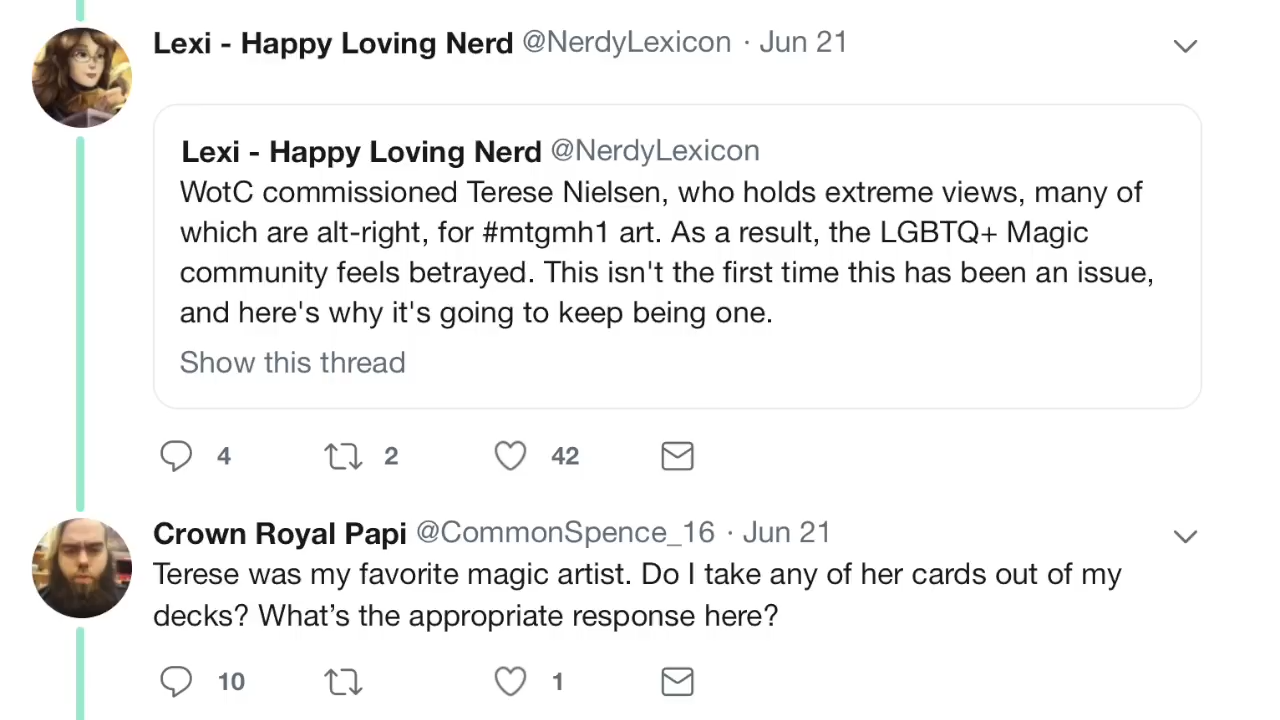 Lexi - Happy Loving Nerd @NerdyLexicon · Jun 21
Lexi - Happy Loving Nerd @NerdyLexicon
WotC commissioned Terese Nielsen, who holds extreme views, many of
which are alt-right, for #mtgmh1 art. As a result, the LGBTQ+ Magic
community feels betrayed. This isn't the first time this has been an issue,
and here's why it's going to keep being one.
Show this thread
4 2 42
Crown Royal Papi @CommonSpence_16 · Jun 21
Terese was my favorite magic artist. Do I take any of her cards out of my
decks? What’s the appropriate response here?
10 1